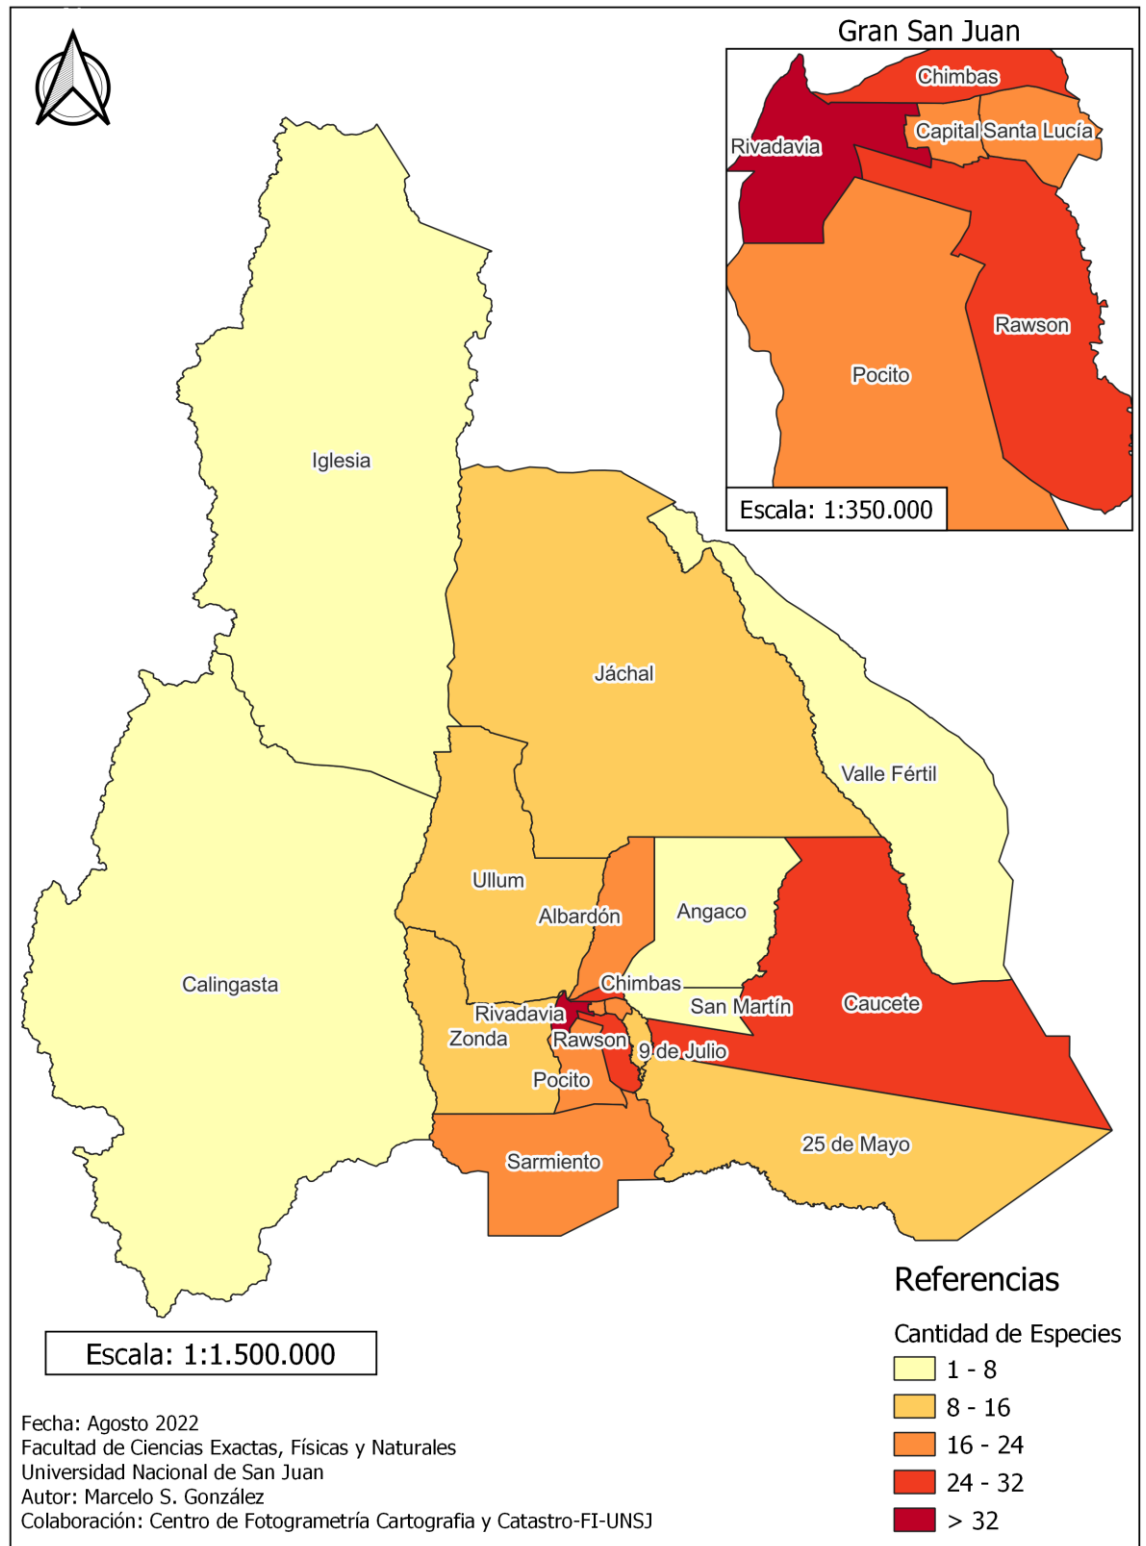 Gran San Juan
Chimbas
Capital
Santa Lucía
Rivadavia
Rawson
Pocito
Escala: 1:350.000
Iglesia
Jáchal
Valle Fértil
Ullum
Albardón
Angaco
Calingasta
Chimbas
San Martín
Caucete
Rivadavia
Zonda
Rawson
9 de Julio
Pocito
25 de Mayo
Sarmiento
Referencias
Cantidad de Especies
1 - 8
8 - 16
16 - 24
24 - 32
> 32
Escala: 1:1.500.000
Fecha: Agosto 2022
Facultad de Ciencias Exactas, Físicas y Naturales
Universidad Nacional de San Juan
Autor: Marcelo S. González
Colaboración: Centro de Fotogrametría Cartografia y Catastro-FI-UNSJ